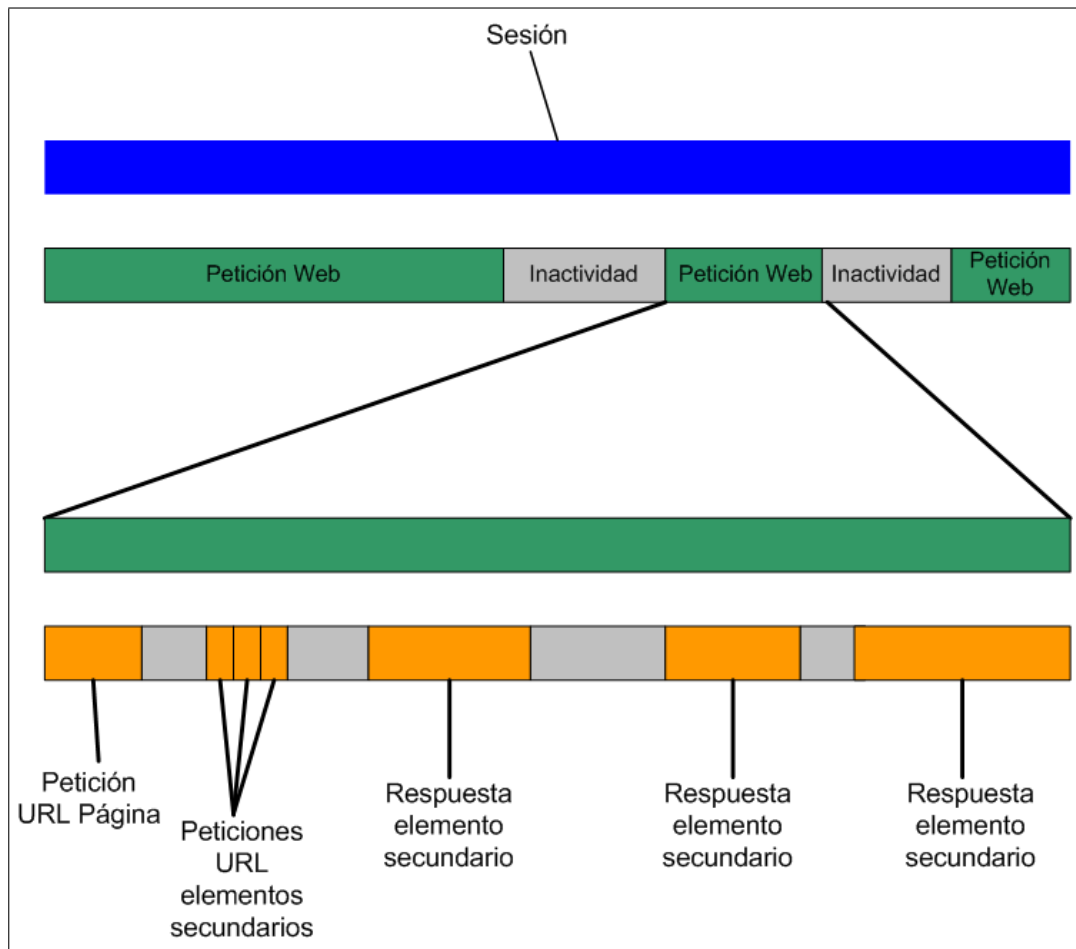 Sesión
Petición Web
Inactividad
Petición Web
Inactividad
Petición
Web
Petición
URL Página
Peticiones
URL
elementos
secundarios
Respuesta
elemento
secundario
Respuesta
elemento
secundario
Respuesta
elemento
secundario